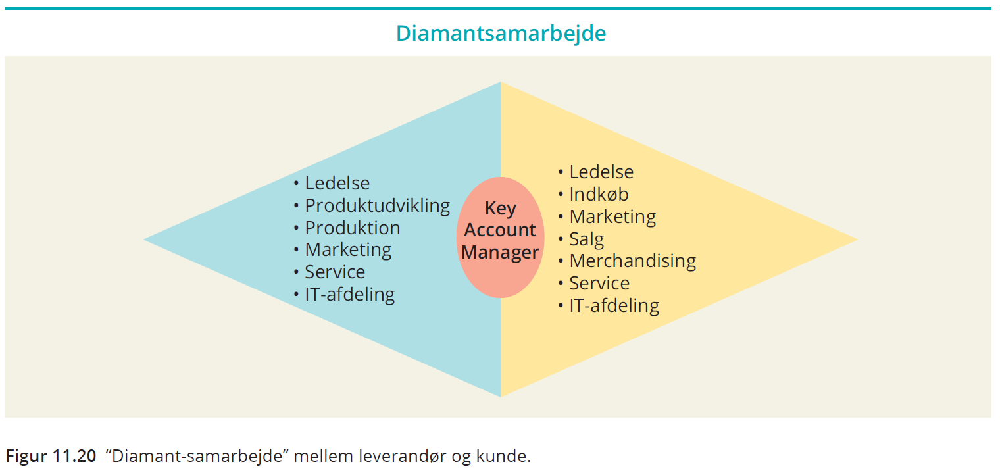 Diamantsamarbejde
• Ledelse
• Produktudvikling
• Produktion
• Marketing
• Service
• IT-afdeling
Key
Account
Manager
• Ledelse
• Indkøb
• Marketing
• Salg
• Merchandising
• Service
• IT-afdeling
Figur 11.20 “Diamant-samarbejde” mellem leverandør og kunde.